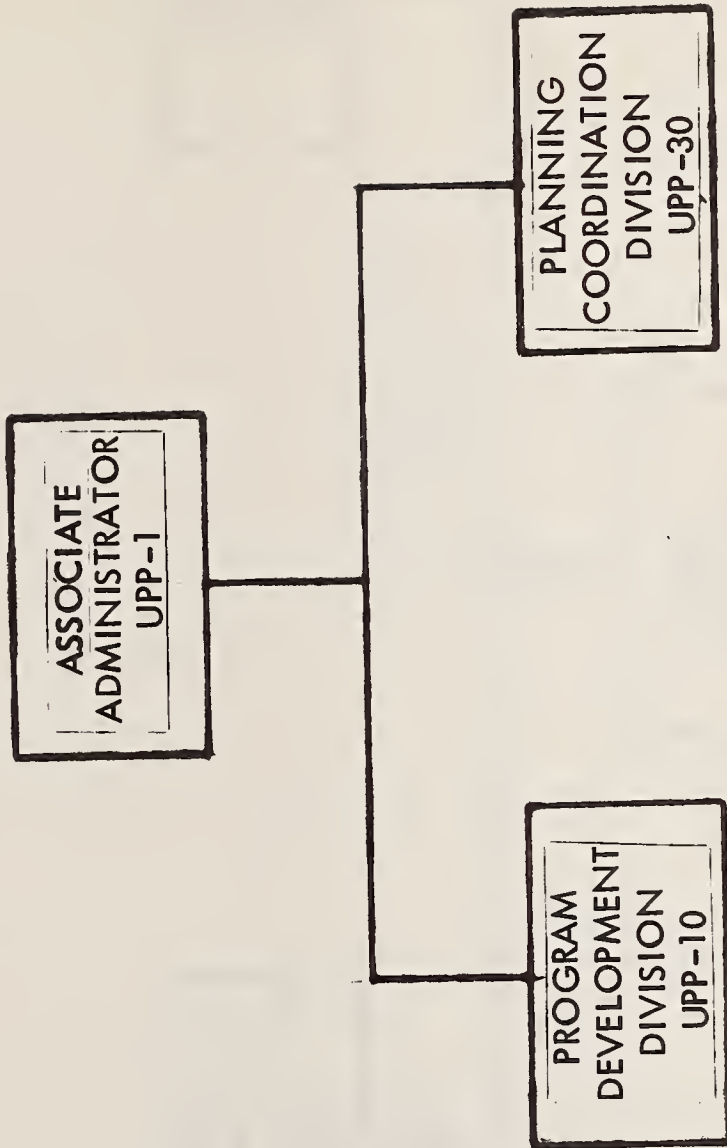 ASSOCIATE
ADMINISTRATOR
UPP-1
PROGRAM
DEVELOPMENT
DIVISION
UPP-10
PLANNING
COORDINATION
DIVISION
UPP-30